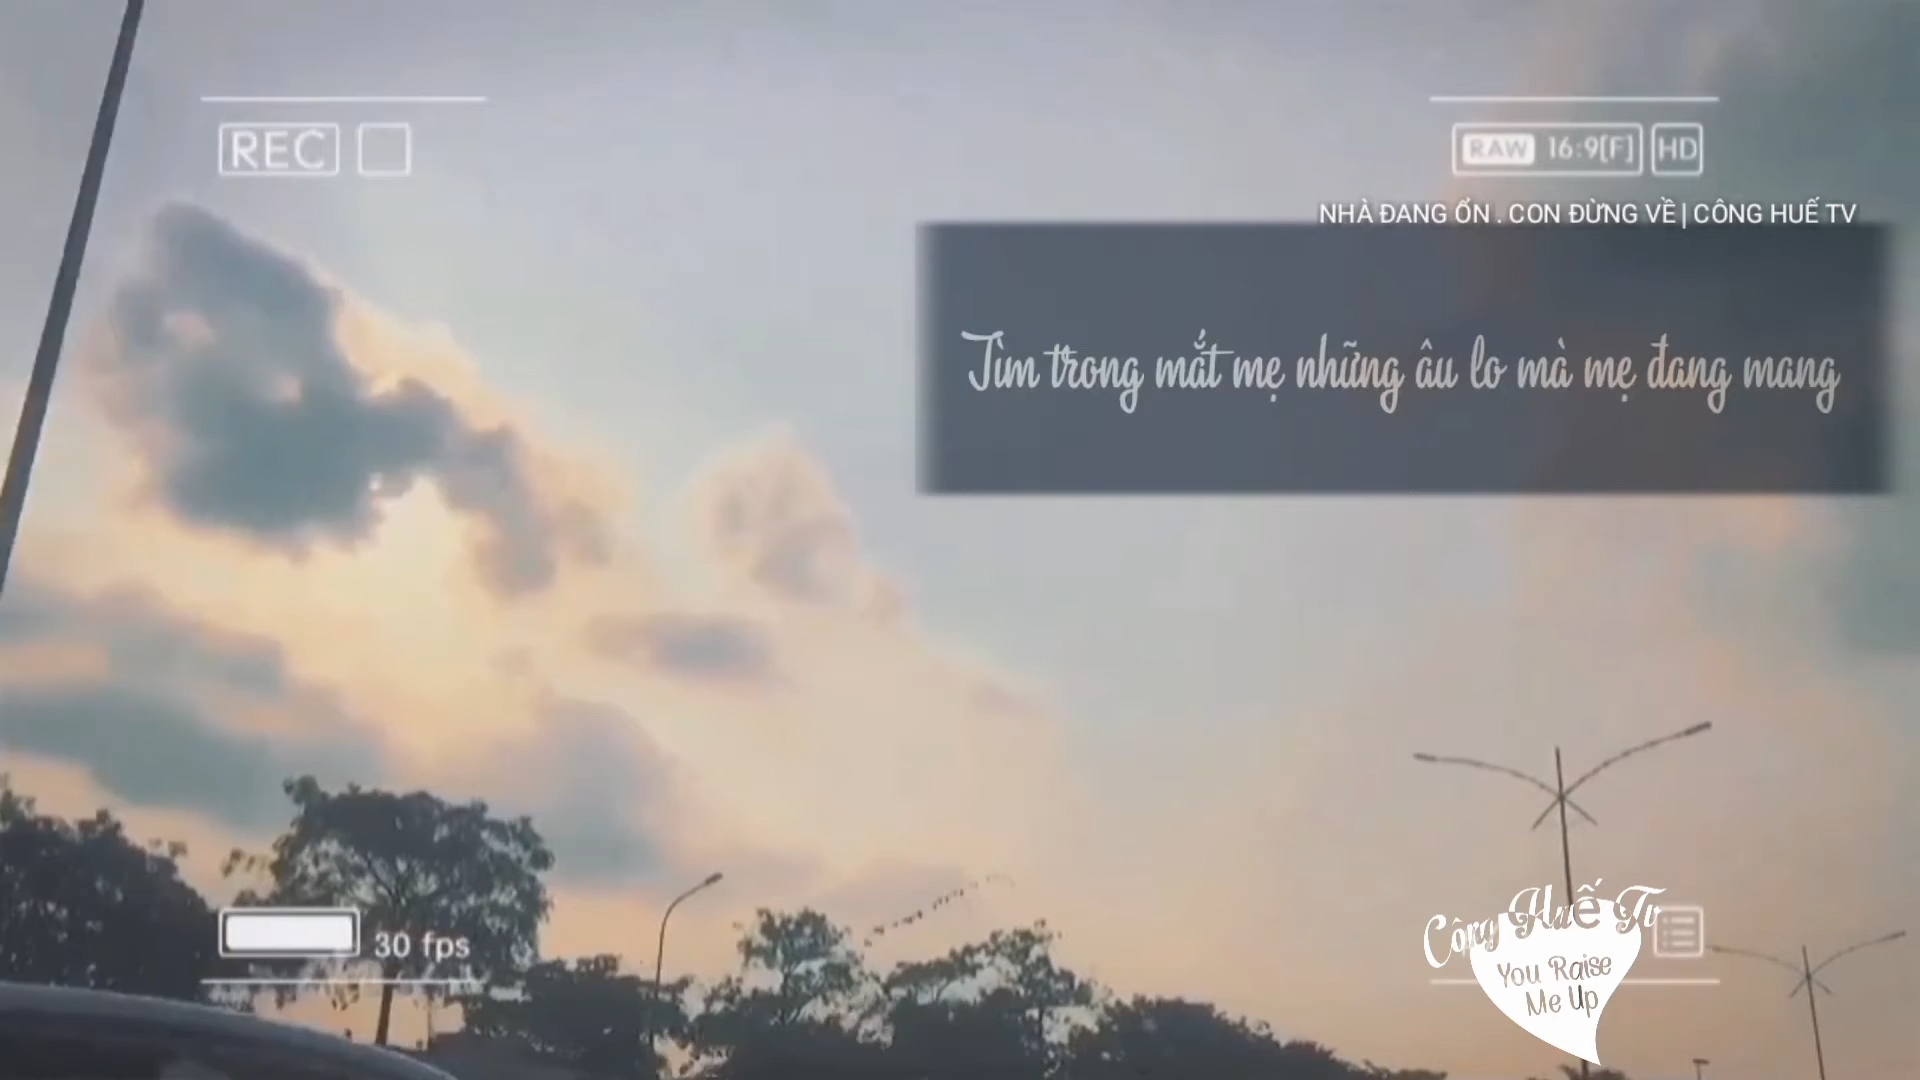 REC
RAW 16:9[F] HD
NHÀ ĐANG ỔN . CON ĐỪNG VỀ | CÔNG HUẾ TV
Tìm trong mắt mẹ những âu lo mà mẹ đang mang
30 fps
Công Huế Tv
You Raise
Me Up